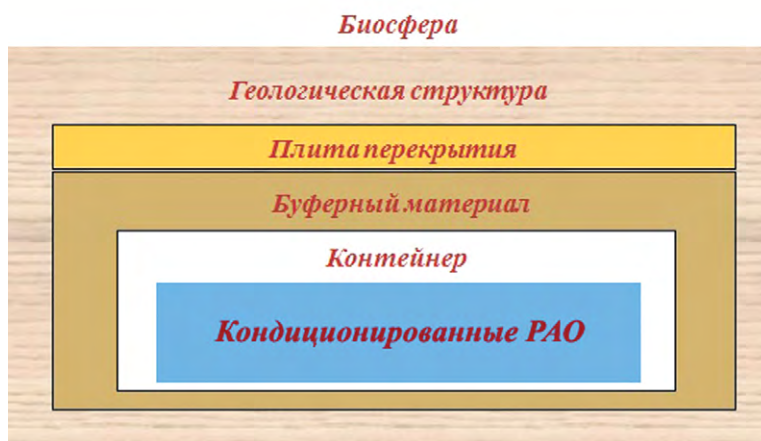 Биосфера
Геологическая структура
Плита перекрытия
Буферный материал
Контейнер
Кондиционированные РАО